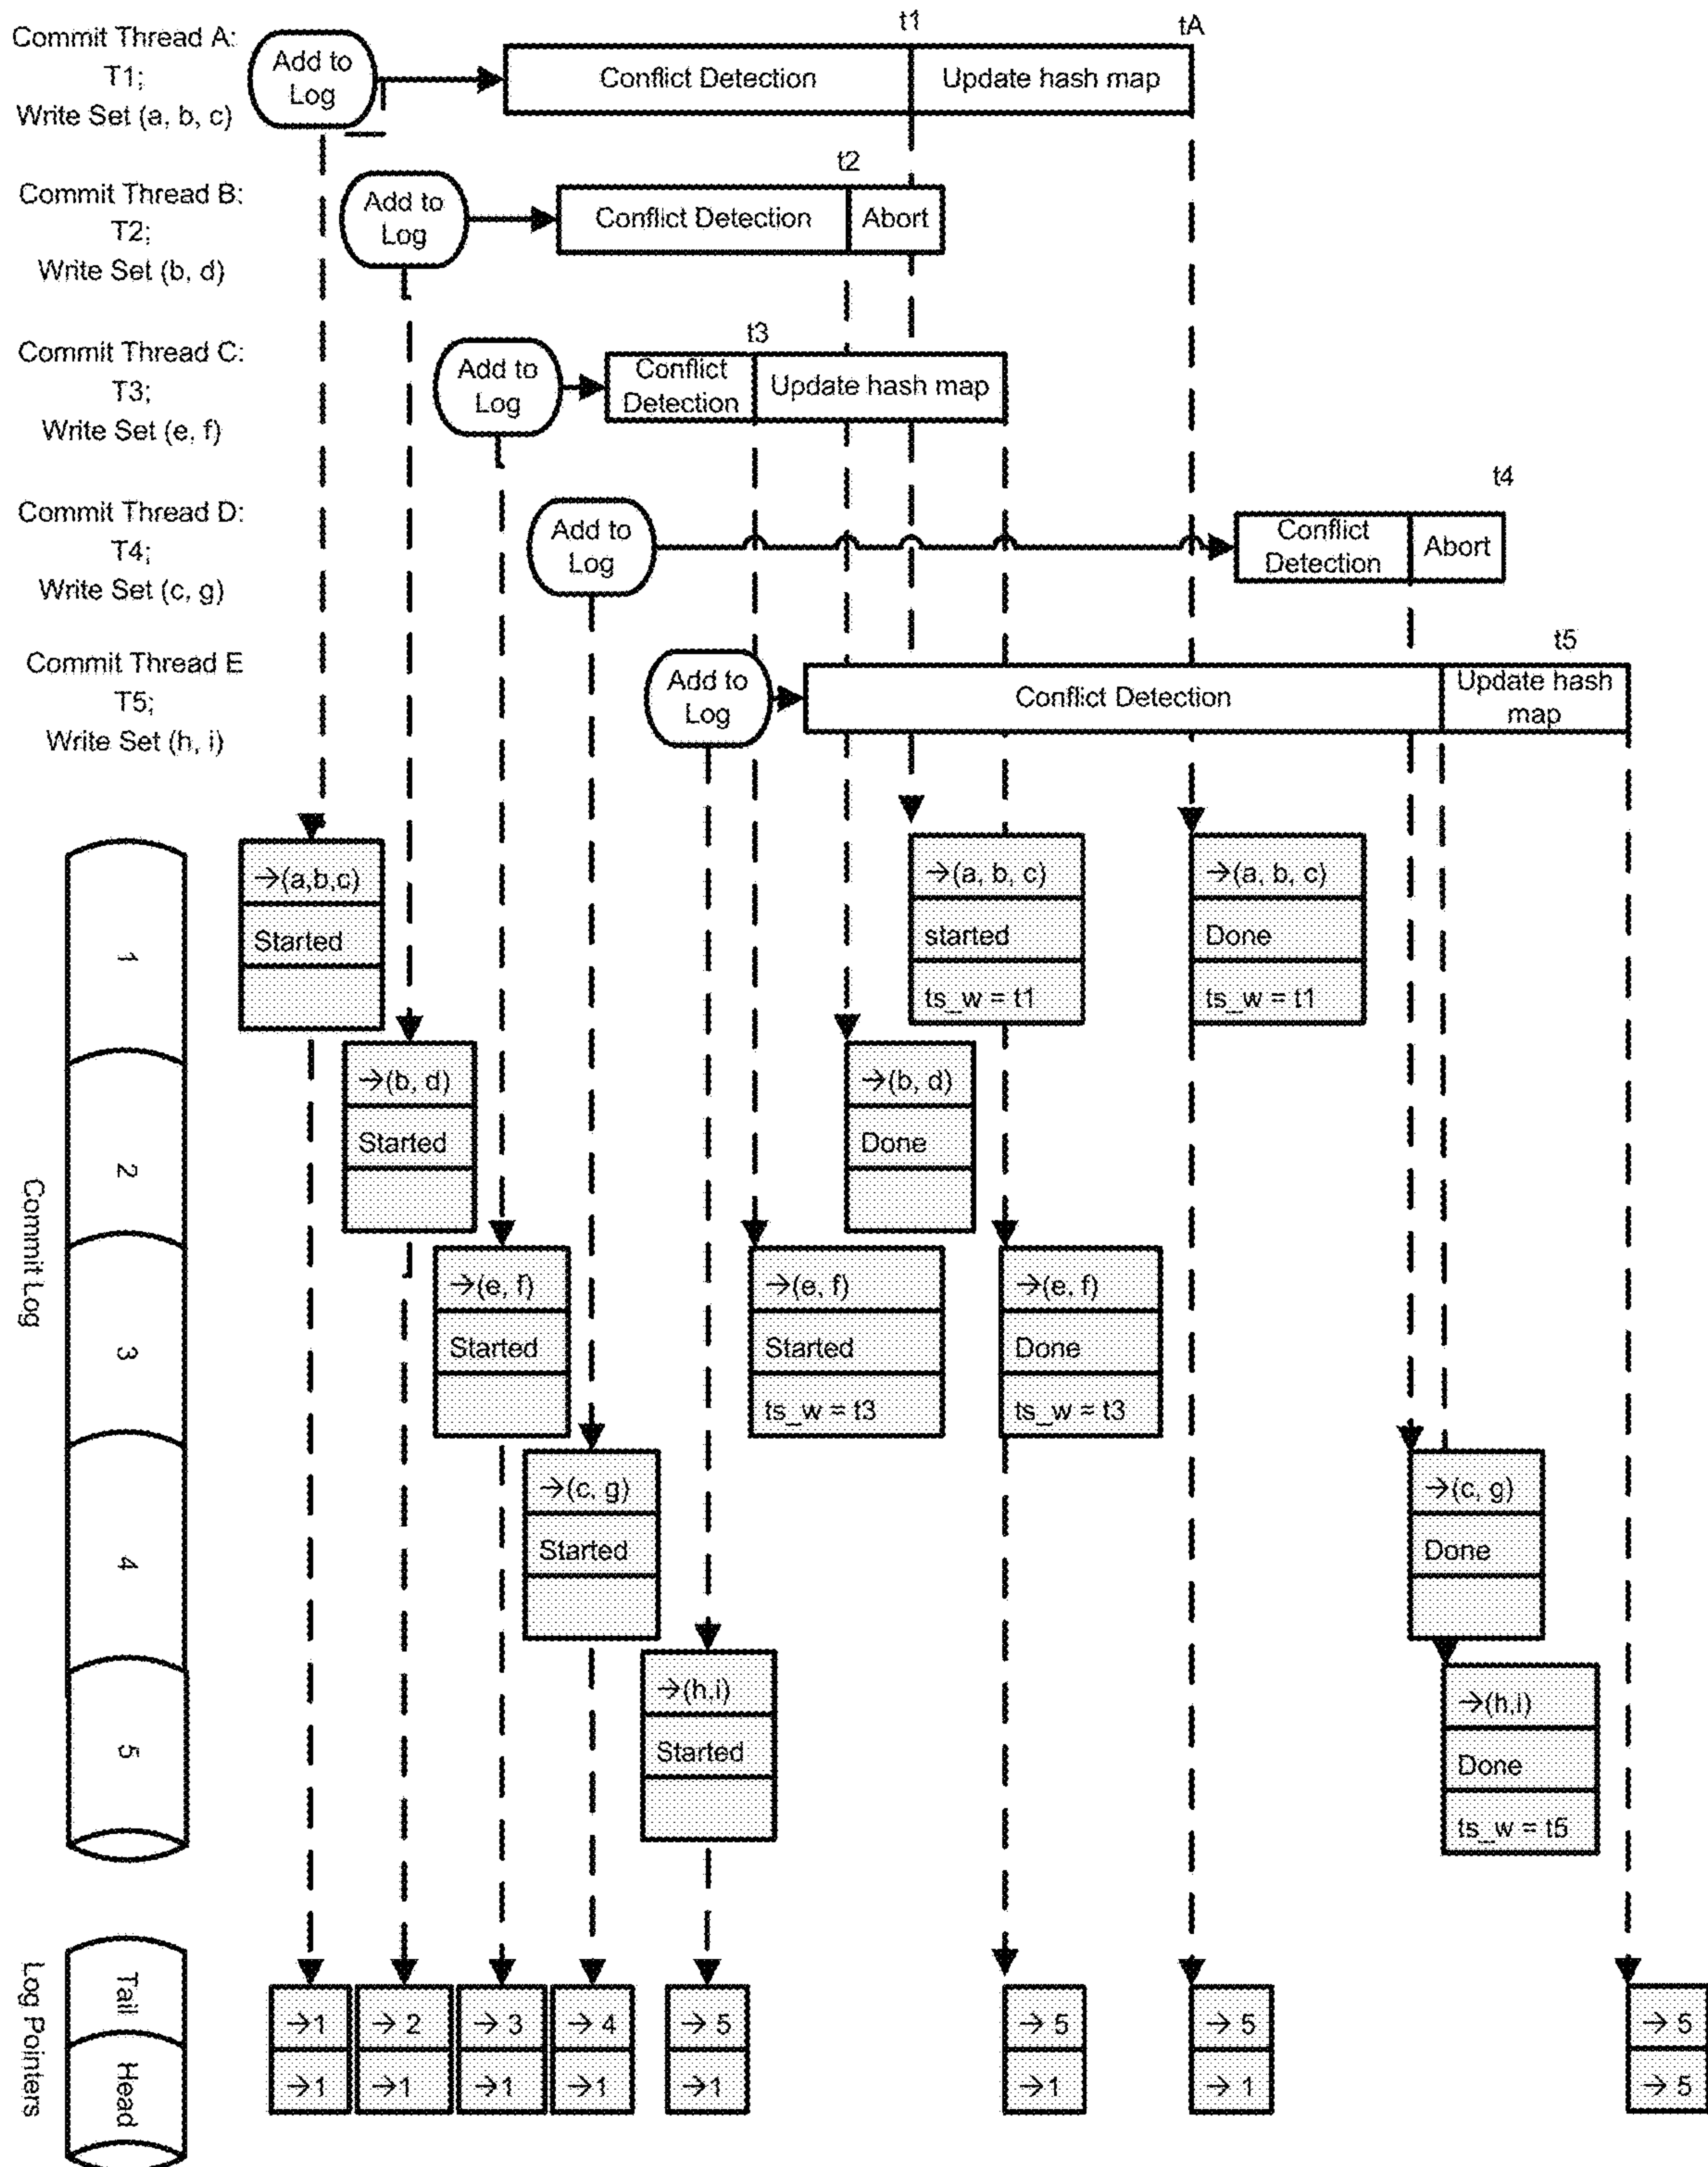 t1
tA
Commit Thread A:
T1;
Write Set (a, b, c)
Add to
Log
Conflict Detection
Update hash map
t2
Commit Thread B:
T2;
Write Set (b, d)
Add to
Log
Conflict Detection
Abort
t3
Commit Thread C:
T3;
Write Set (e, f)
Add to
Log
Conflict
Detection
Update hash map
t4
Commit Thread D:
T4;
Write Set (c, g)
Add to
Log
Conflict
Detection
Abort
t5
Commit Thread E
T5;
Write Set (h, i)
Add to
Log
Conflict Detection
Update hash
map
Commit Log
1
→(a,b,c)
Started
→(a, b, c)
started
ts_w = t1
→(a, b, c)
Done
ts_w = t1
2
→(b, d)
Started
→(b, d)
Done
3
→(e, f)
Started
→(e, f)
Started
ts_w = t3
→(e, f)
Done
ts_w = t3
4
→(c, g)
Started
→(c, g)
Done
5
→(h,i)
Started
→(h,i)
Done
ts_w = t5
Log Pointers
Tail
→1
→ 2
→ 3
→ 4
→ 5
→ 5
→ 5
→ 5
Head
→1
→1
→1
→1
→1
→1
→ 1
→ 5